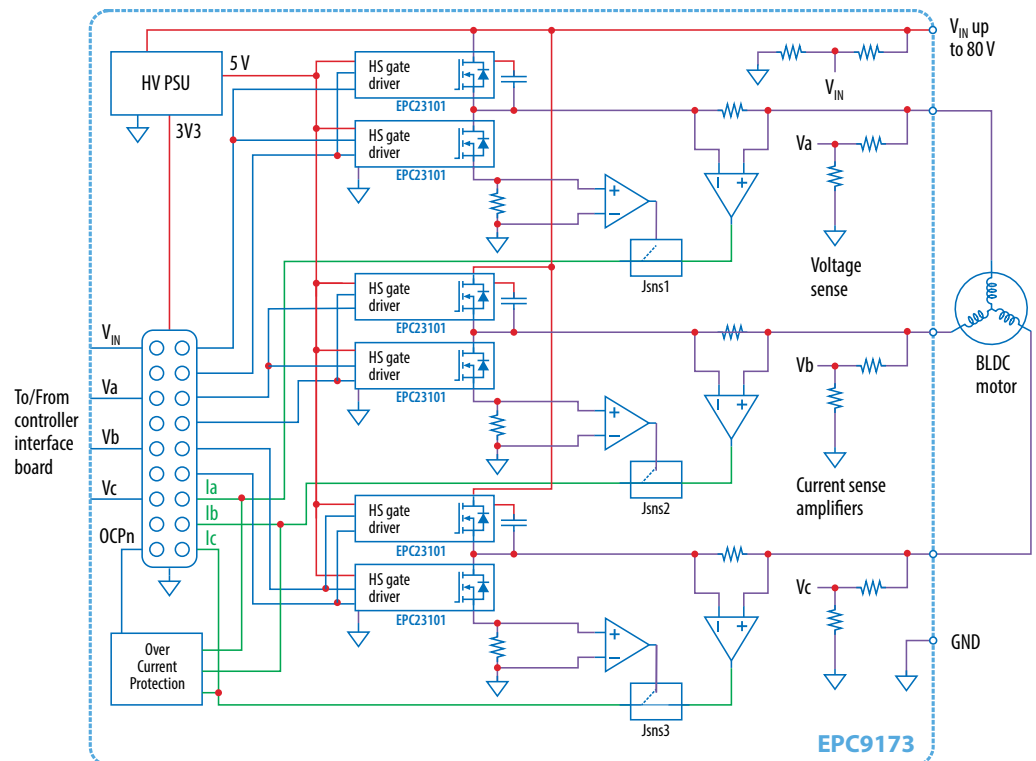 HV PSU
5 V
3V3
HS gate
driver
EPC23101
HS gate
driver
EPC23101
+
−
Jsns1
− +
VIN up
to 80 V
VIN
Va
Voltage
sense
HS gate
driver
EPC23101
HS gate
driver
EPC23101
+
−
Jsns2
− +
Vb
Current sense
amplifiers
BLDC
motor
To/From
controller
interface
board
VIN
Va
Vb
Vc
OCPn
Ia
Ib
Ic
HS gate
driver
EPC23101
HS gate
driver
EPC23101
+
−
Jsns3
− +
Vc
GND
Over
Current
Protection
EPC9173